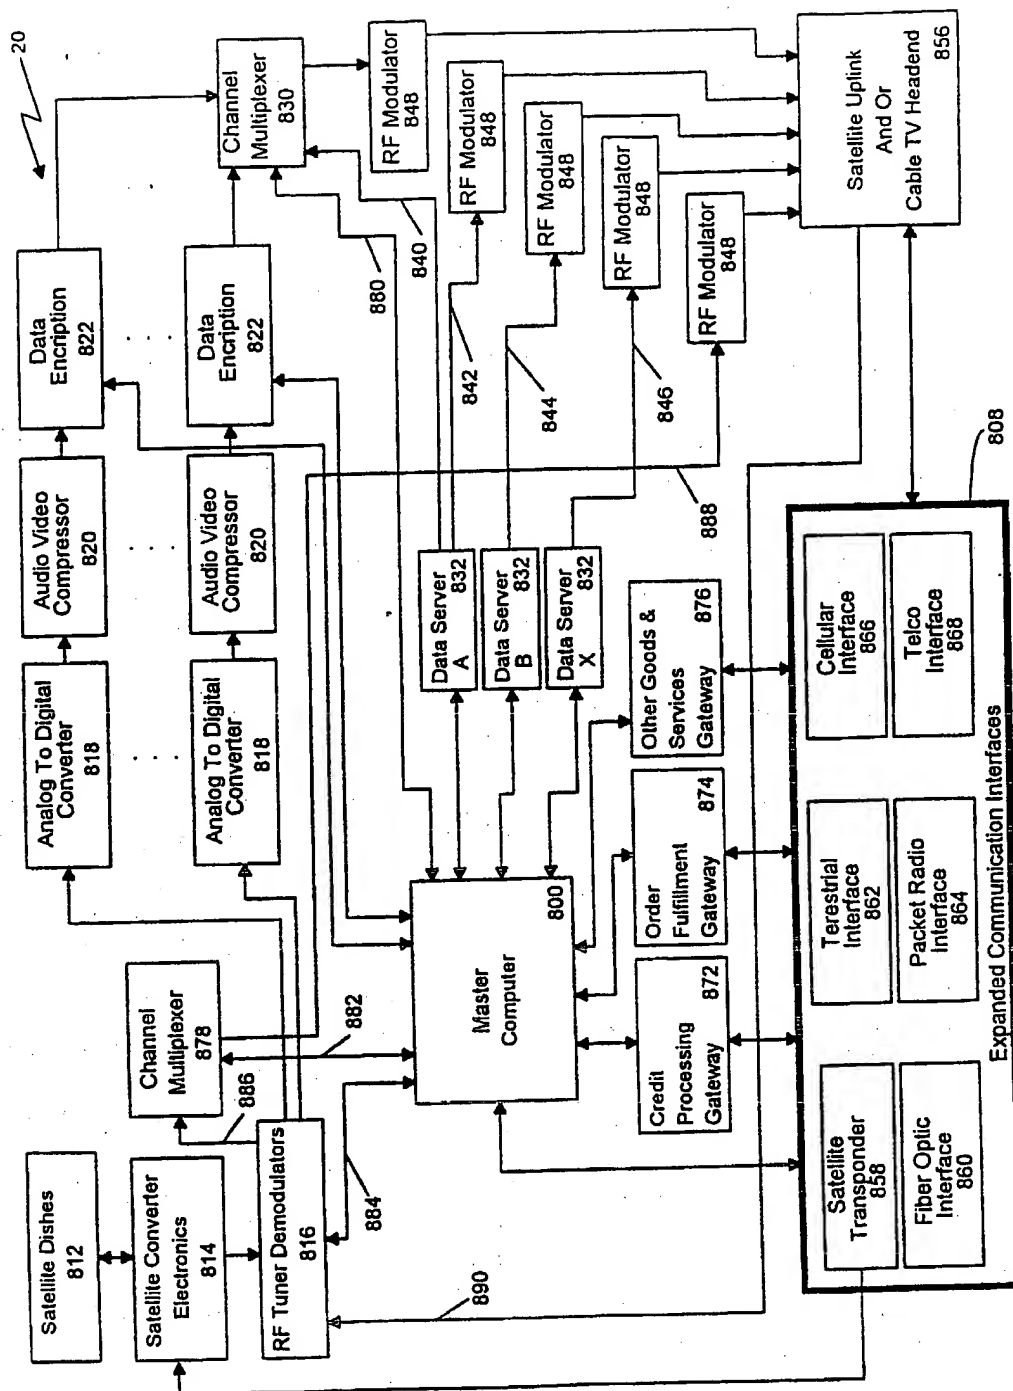 20
Satellite Dishes
812
Satellite Converter
Electronics
814
RF Tuner Demodulators
816
886
884
890
Channel
Multiplexer
878
882
Analog To Digital
Converter
818
. . . .
Analog To Digital
Converter
818
Audio Video
Compressor
820
. . . .
Audio Video
Compressor
820
Data
Encription
822
. . . .
Data
Encription
822
Channel
Multiplexer
830
880
840
842
844
846
888
RF Modulator
848
RF Modulator
848
RF Modulator
848
RF Modulator
848
RF Modulator
848
Master
Computer
800
Data Server
A 832
Data Server
B 832
Data Server
X 832
Credit
Processing
Gateway
872
Order
Fulfillment
Gateway
874
Other Goods &
Services
Gateway
876
Satellite Uplink
And Or
Cable TV Headend
856
808
Satellite
Transponder
858
Fiber Optic
Interface
860
Terestrial
Interface
862
Packet Radio
Interface
864
Cellular
Interface
866
Telco
Interface
868
Expanded Communication Interfaces